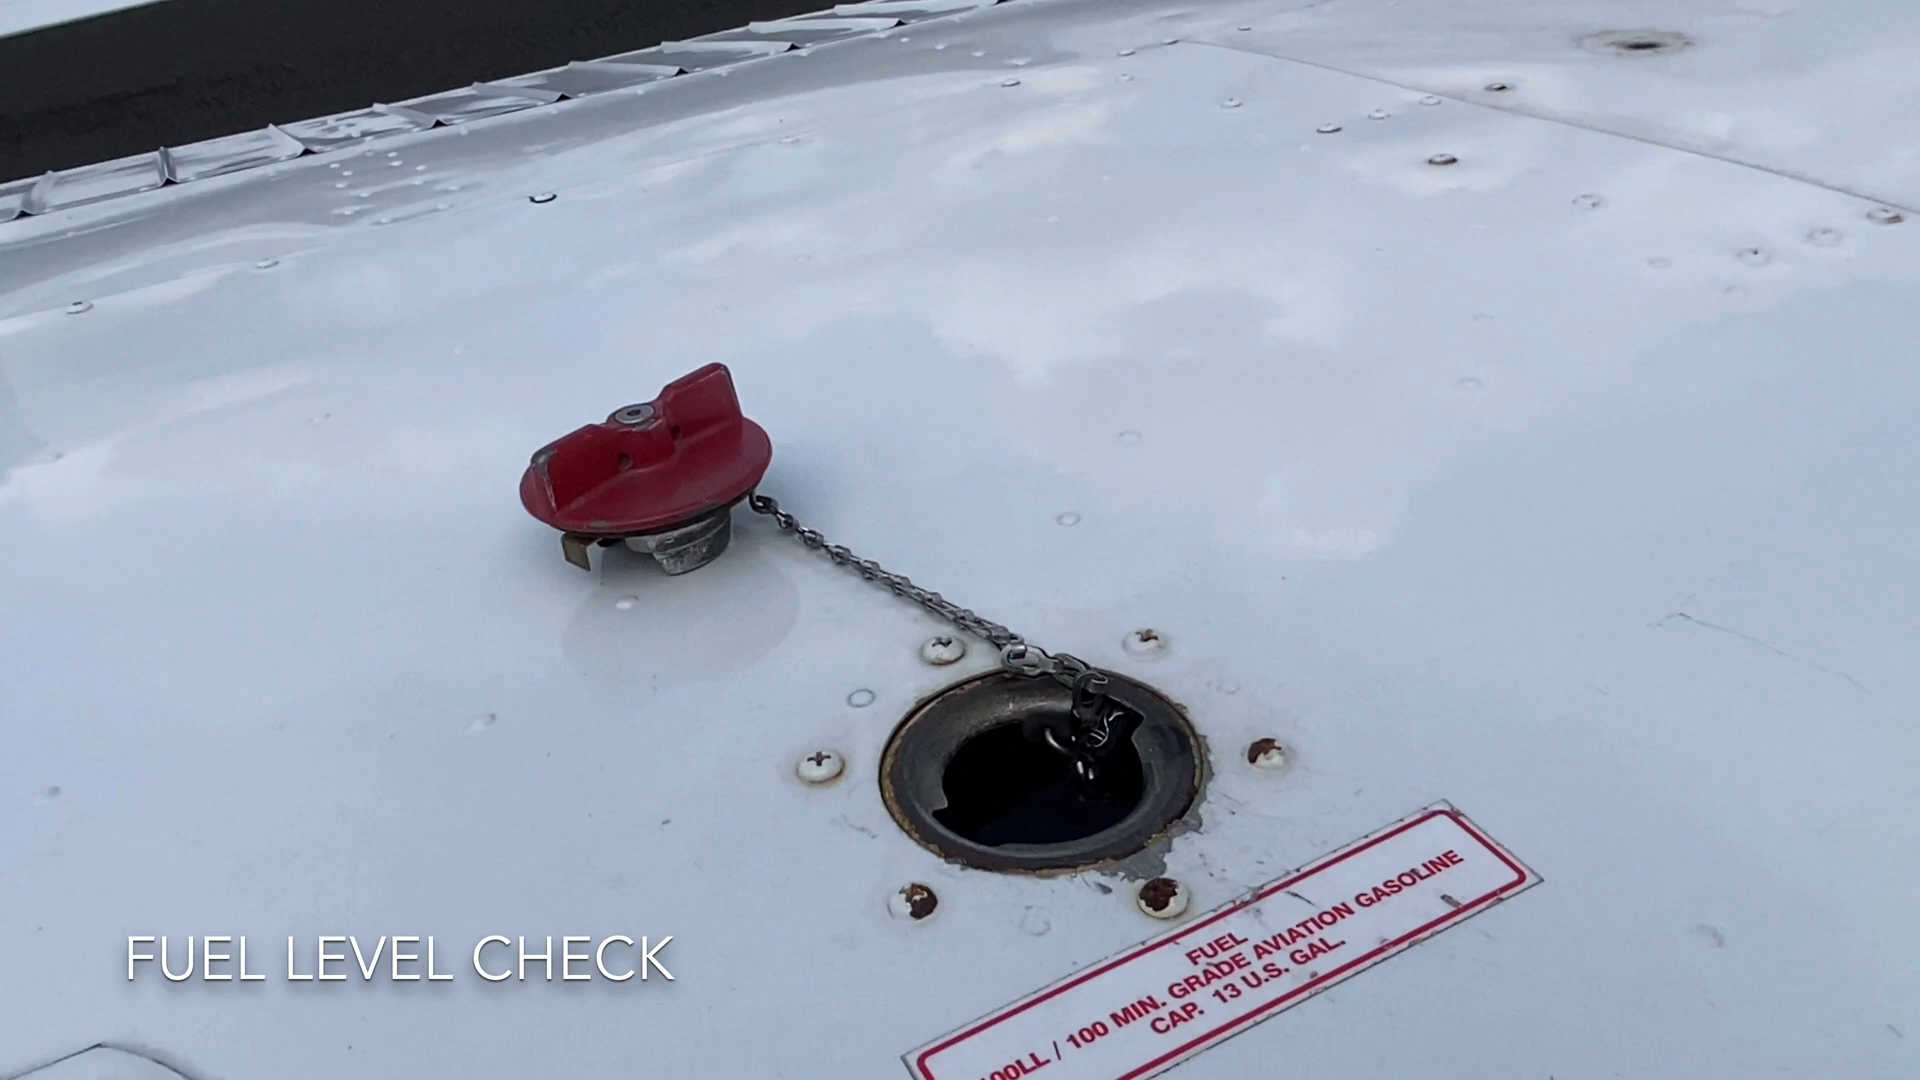 FUEL
100LL / 100 MIN. GRADE AVIATION GASOLINE
CAP. 13 U.S. GAL.
FUEL LEVEL CHECK